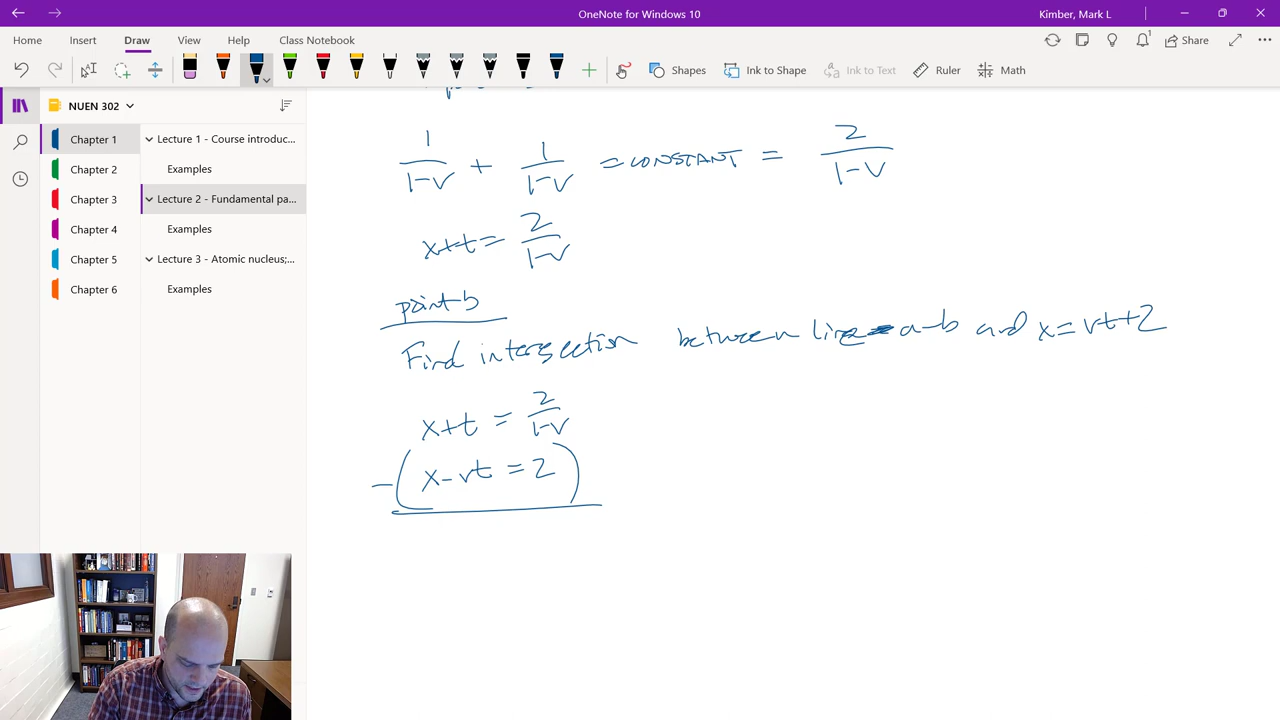 OneNote for Windows 10
Kimber, Mark L
Home Insert Draw View Help Class Notebook
Share
Shapes Ink to Shape Ink to Text Ruler Math
NUEN 302
Chapter 1
Chapter 2
Chapter 3
Chapter 4
Chapter 5
Chapter 6
Lecture 1 - Course introduc...
Examples
Lecture 2 - Fundamental pa...
Examples
Lecture 3 - Atomic nucleus;...
Examples
1/(1-v) + 1/(1-v) = CONSTANT = 2/(1-v)
x+t = 2/(1-v)
point b
Find intersection between line a-b and x = vt+2
x+t = 2/(1-v)
-(x-vt = 2)